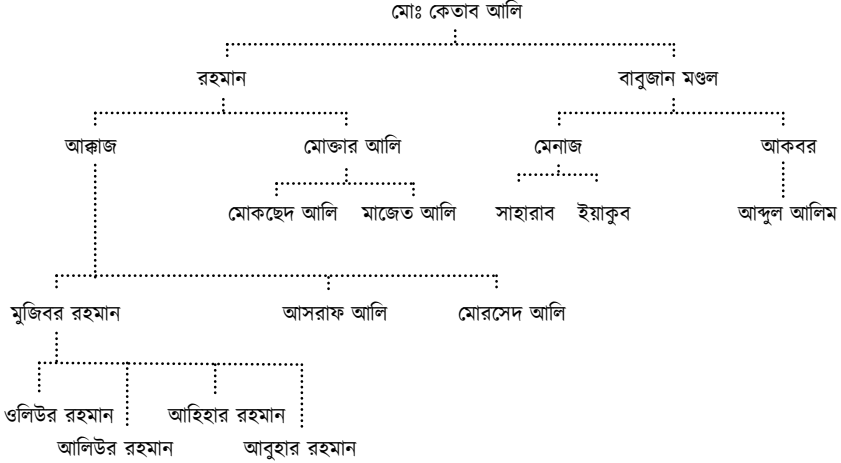 মোঃ কেতাব আলি
রহমান বাবুজান মণ্ডল
আক্কাজ মোক্তার আলি মেনাজ আকবর
মোকছেদ আলি মাজেত আলি সাহারাব ইয়াকুব আব্দুল আলিম
মুজিবর রহমান আসরাফ আলি মোরসেদ আলি
ওলিউর রহমান আহিহার রহমান
আলিউর রহমান আবুহার রহমান